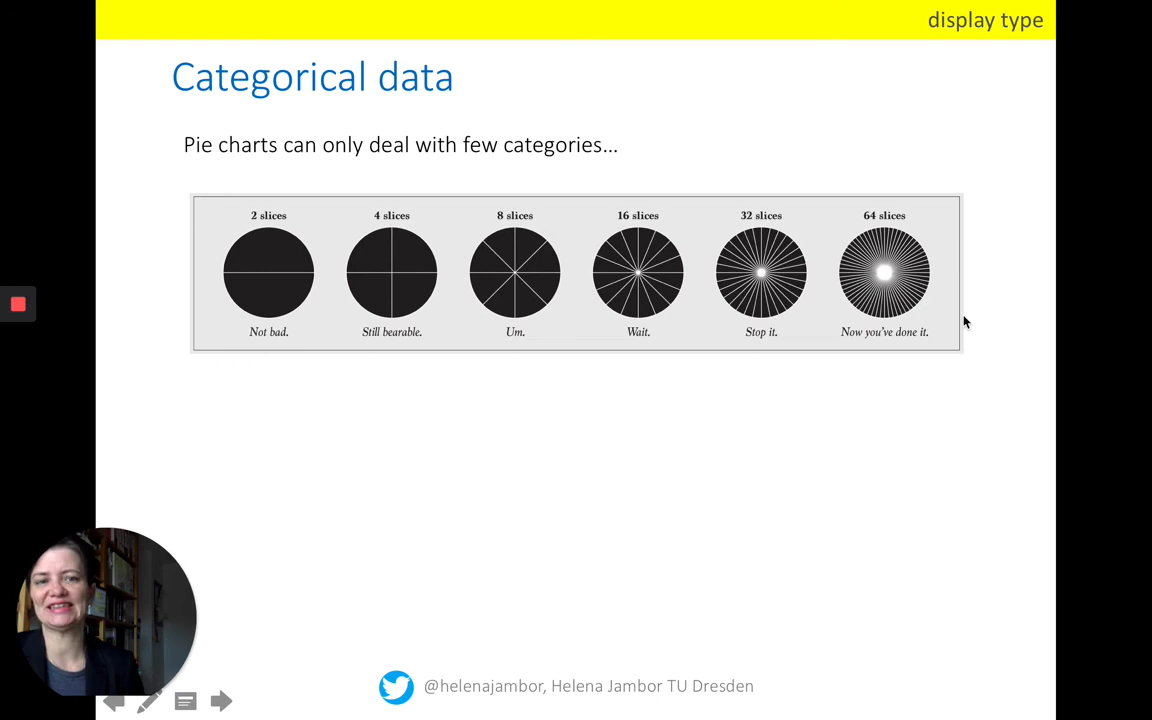 display type
Categorical data
Pie charts can only deal with few categories...
2 slices 4 slices 8 slices 16 slices 32 slices 64 slices
Not bad. Still bearable. Um. Wait. Stop it. Now you've done it.
@helenajambor, Helena Jambor TU Dresden